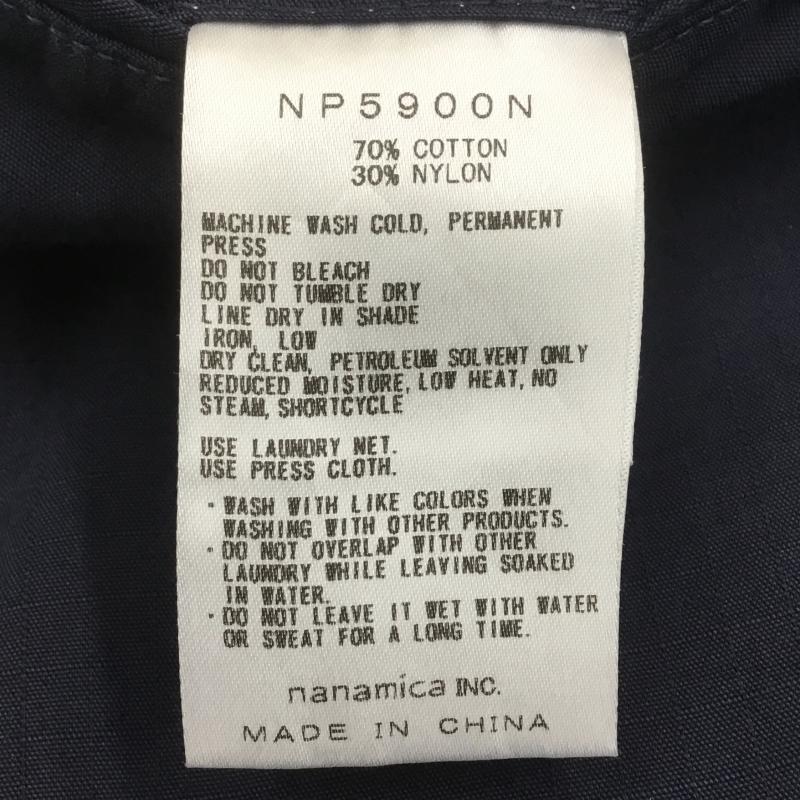 NP5900N
70% COTTON
30% NYLON
MACHINE WASH COLD, PERMANENT
PRESS
DO NOT BLEACH
DO NOT TUMBLE DRY
LINE DRY IN SHADE
IRON, LOW
DRY CLEAN, PETROLEUM SOLVENT ONLY
REDUCED MOISTURE, LOW HEAT, NO
STEAM, SHORTCYCLE
USE LAUNDRY NET.
USE PRESS CLOTH.
・WASH WITH LIKE COLORS WHEN
WASHING WITH OTHER PRODUCTS.
・DO NOT OVERLAP WITH OTHER
LAUNDRY WHILE LEAVING SOAKED
IN WATER.
・DO NOT LEAVE IT WET WITH WATER
OR SWEAT FOR A LONG TIME.
nanamica INC.
MADE IN CHINA